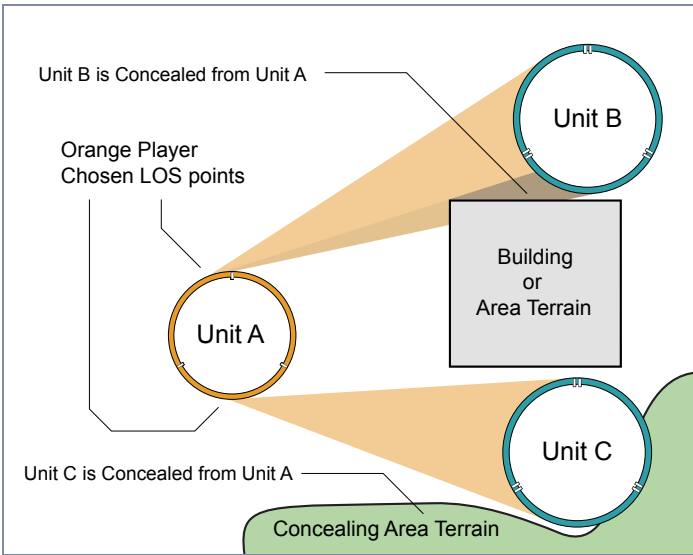 Unit B is Concealed from Unit A
Unit B
Orange Player
Chosen LOS points
Building
or
Area Terrain
Unit A
Unit C
Unit C is Concealed from Unit A
Concealing Area Terrain